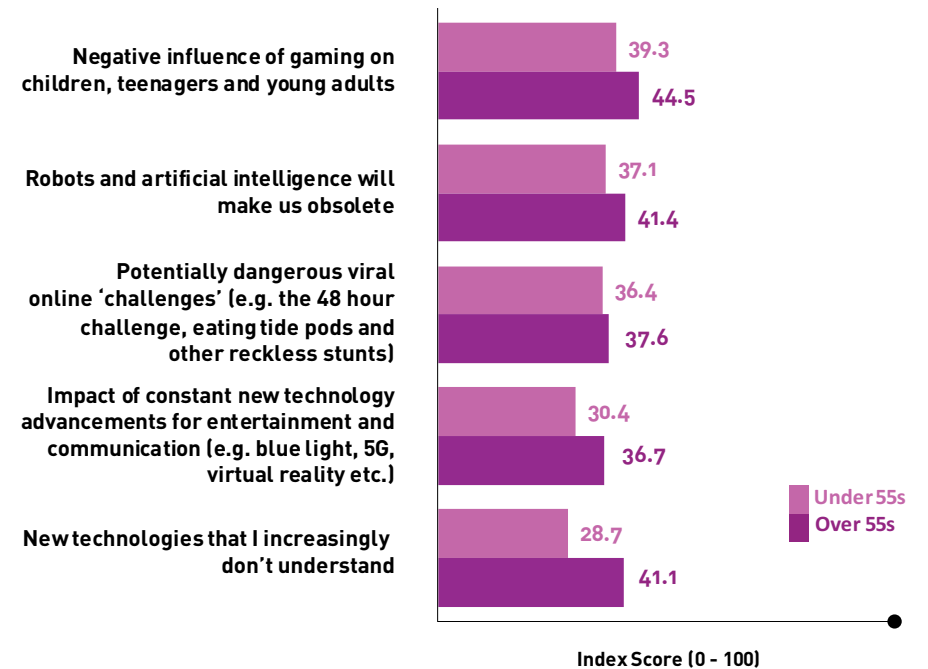 Negative influence of gaming on
children, teenagers and young adults
39.3
44.5
Robots and artificial intelligence will
make us obsolete
37.1
41.4
Potentially dangerous viral
online ‘challenges’ (e.g. the 48 hour
challenge, eating tide pods and
other reckless stunts)
36.4
37.6
Impact of constant new technology
advancements for entertainment and
communication (e.g. blue light, 5G,
virtual reality etc.)
30.4
36.7
New technologies that I increasingly
don’t understand
28.7
41.1
Under 55s
Over 55s
Index Score (0 - 100)